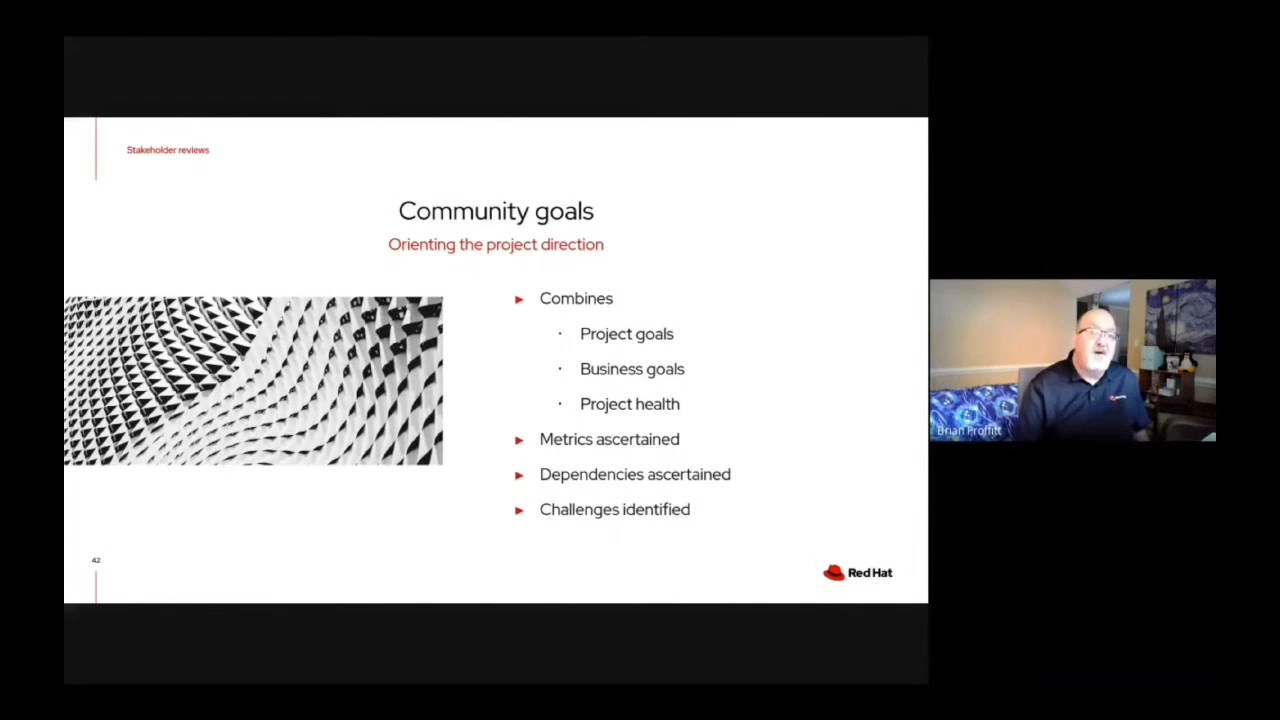 Stakeholder reviews
Community goals
Orienting the project direction
► Combines
· Project goals
· Business goals
· Project health
► Metrics ascertained
► Dependencies ascertained
► Challenges identified
42
Red Hat
Brian Proffitt